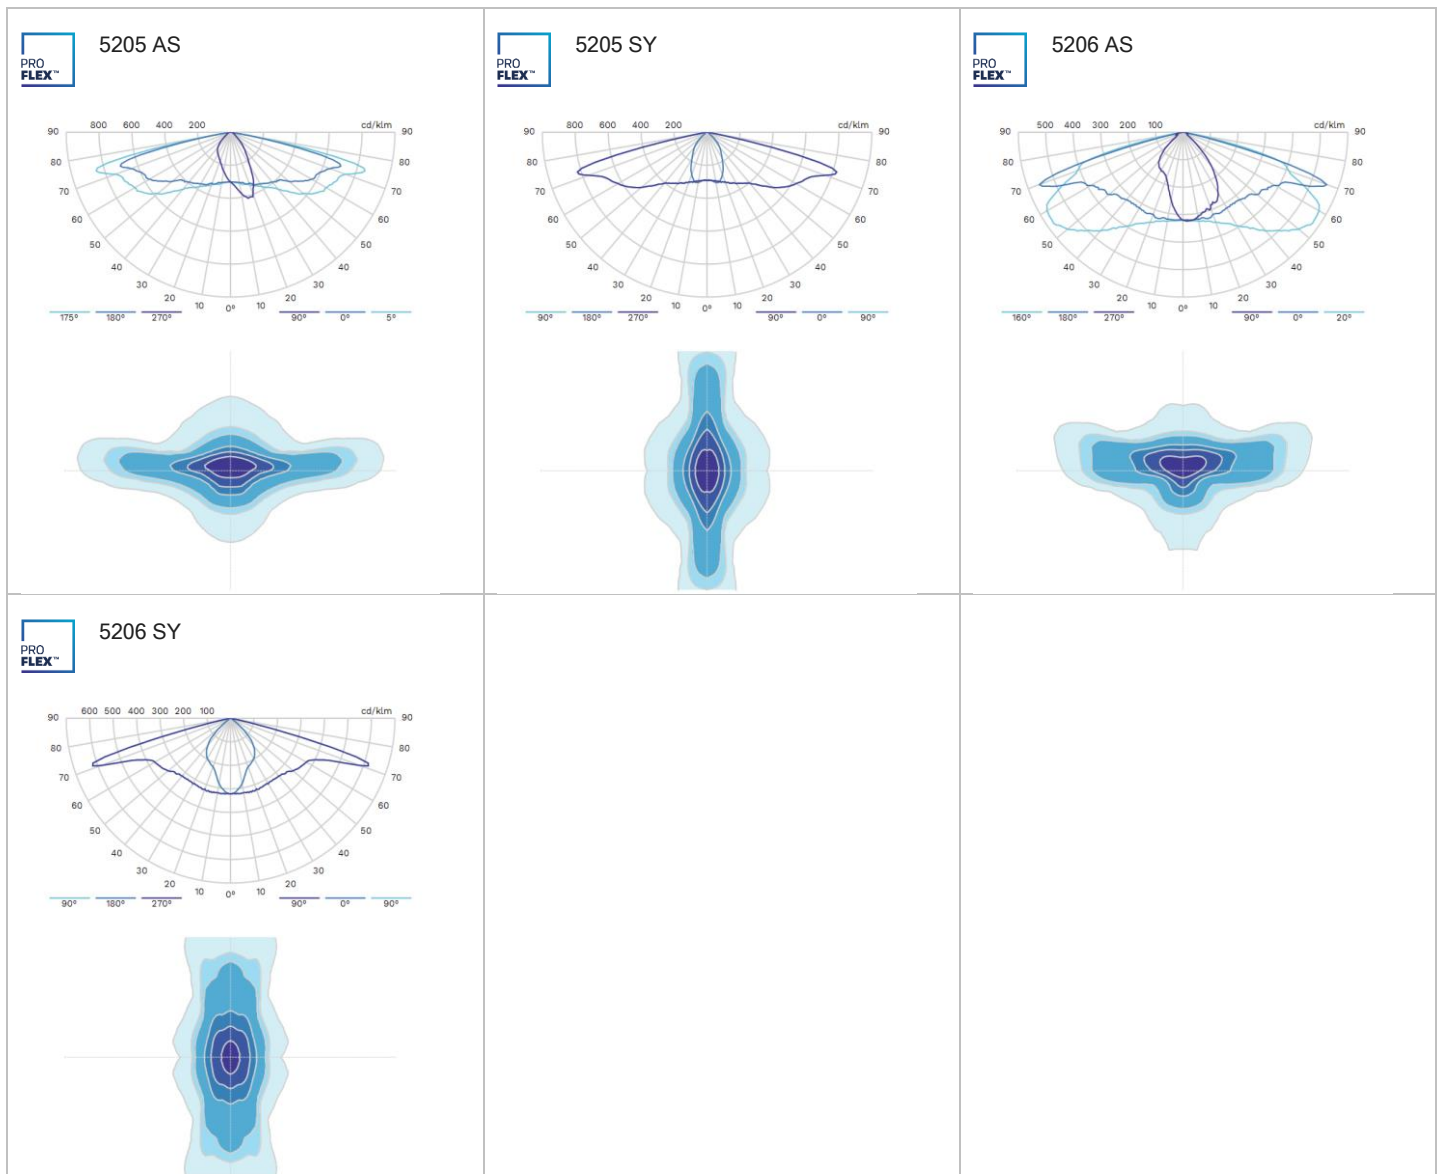 5205 AS
PRO
FLEX™
800 600 400 200 cd/klm
90 90
80 80
70 70
60 60
50 50
40 40
30 30
20 10 0° 10 20
175° 180° 270° 90° 0° 5°
5205 SY
PRO
FLEX™
800 600 400 200 cd/klm
90 90
80 80
70 70
60 60
50 50
40 40
30 30
20 10 0° 10 20
90° 180° 270° 90° 0° 90°
5206 AS
PRO
FLEX™
500 400 300 200 100 cd/klm
90 90
80 80
70 70
60 60
50 50
40 40
30 30
20 10 0° 10 20
160° 180° 270° 90° 0° 20°
5206 SY
PRO
FLEX™
600 500 400 300 200 100 cd/klm
90 90
80 80
70 70
60 60
50 50
40 40
30 30
20 10 0° 10 20
90° 180° 270° 90° 0° 90°